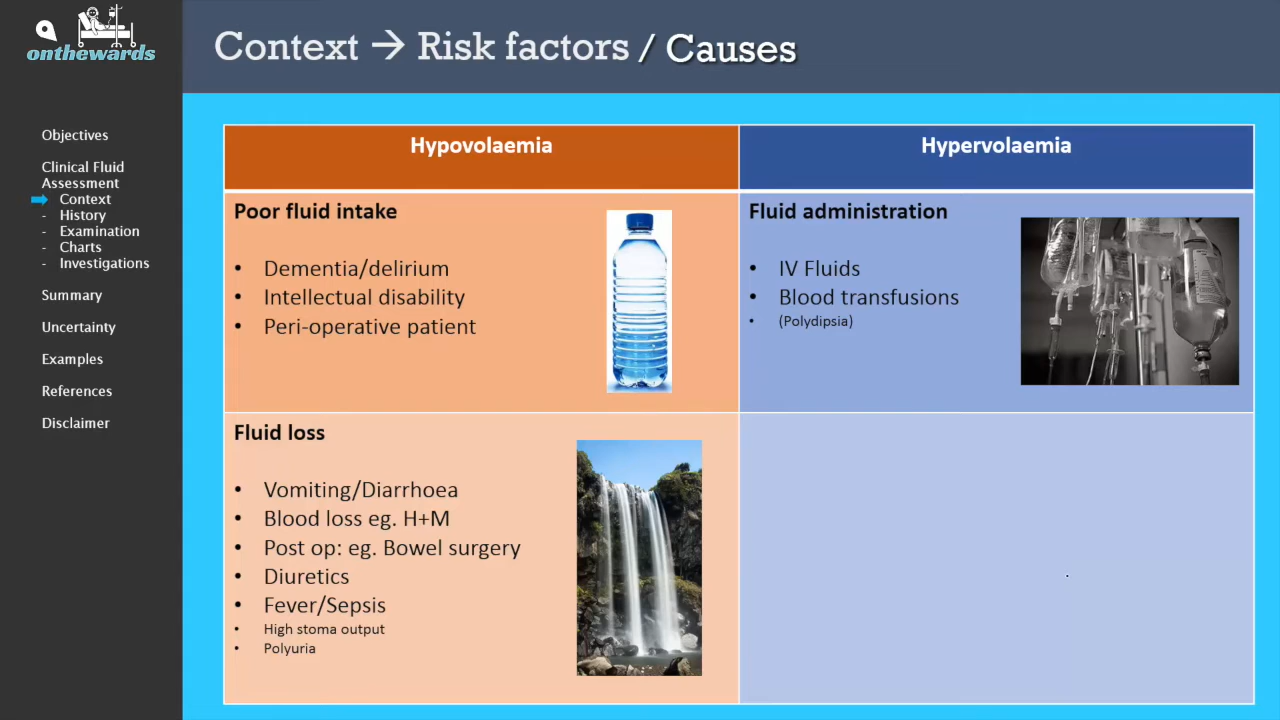 onthewards
Context → Risk factors / Causes
Objectives
Clinical Fluid
Assessment
Context
- History
- Examination
- Charts
- Investigations
Summary
Uncertainty
Examples
References
Disclaimer
Hypovolaemia
Hypervolaemia
Poor fluid intake
• Dementia/delirium
• Intellectual disability
• Peri-operative patient
Fluid administration
• IV Fluids
• Blood transfusions
• (Polydipsia)
Fluid loss
• Vomiting/Diarrhoea
• Blood loss eg. H+M
• Post op: eg. Bowel surgery
• Diuretics
• Fever/Sepsis
• High stoma output
• Polyuria